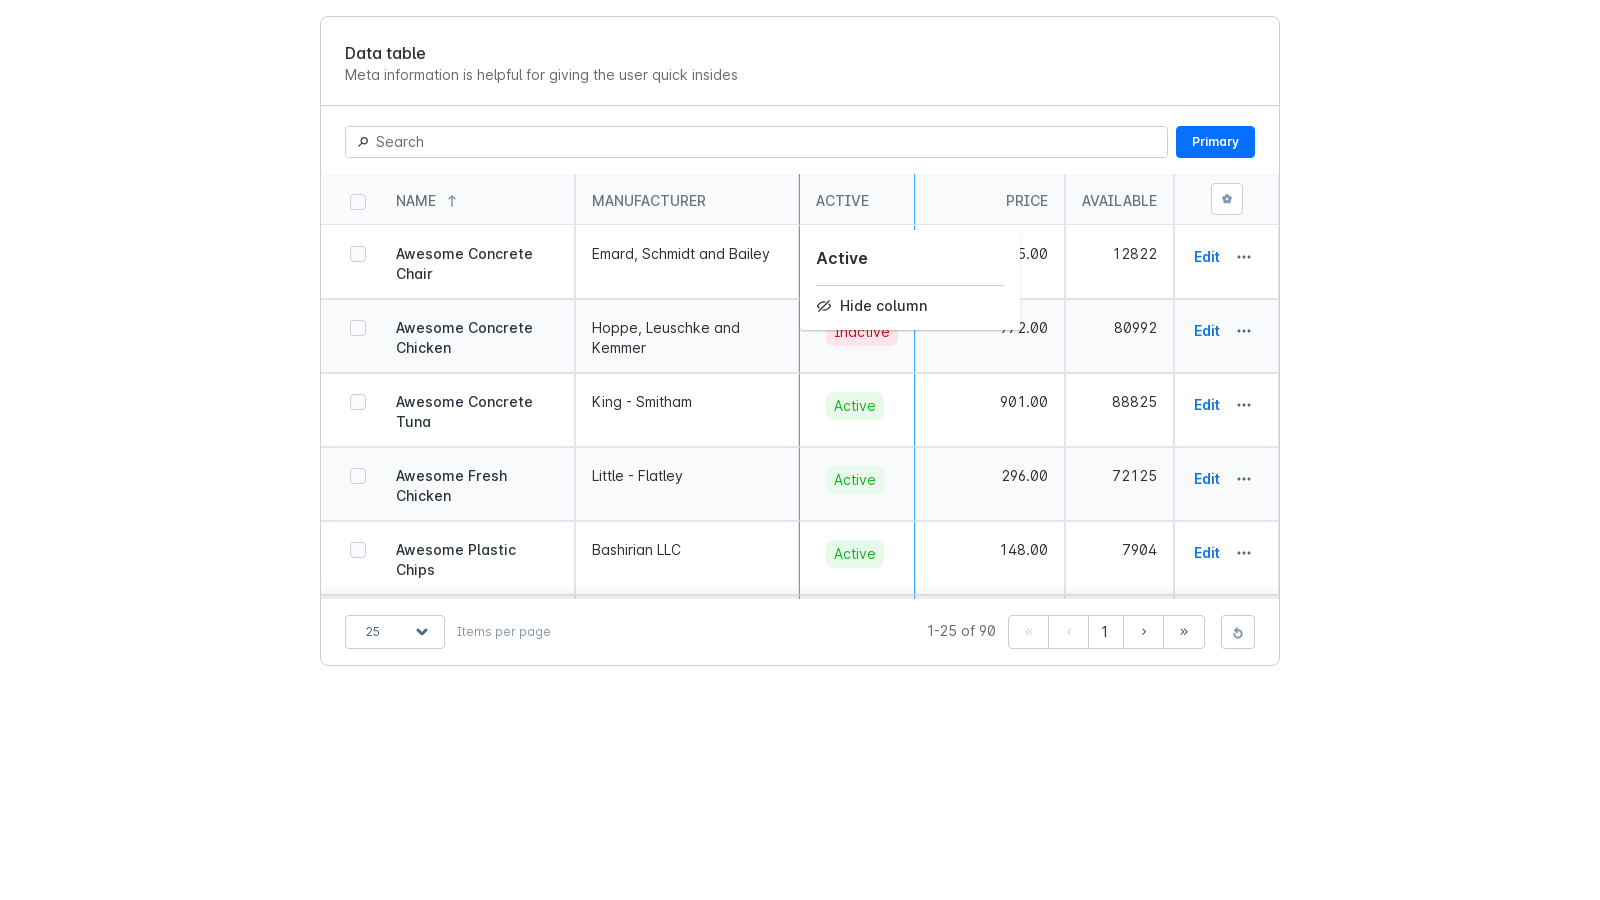 Data table
Meta information is helpful for giving the user quick insides
Search
Primary
NAME MANUFACTURER ACTIVE PRICE AVAILABLE
Awesome Concrete Chair Emard, Schmidt and Bailey 5.00 12822 Edit
Active
Hide column
Awesome Concrete Chicken Hoppe, Leuschke and Kemmer Inactive 2.00 80992 Edit
Awesome Concrete Tuna King - Smitham Active 901.00 88825 Edit
Awesome Fresh Chicken Little - Flatley Active 296.00 72125 Edit
Awesome Plastic Chips Bashirian LLC Active 148.00 7904 Edit
25 Items per page 1-25 of 90 « ‹ 1 › »